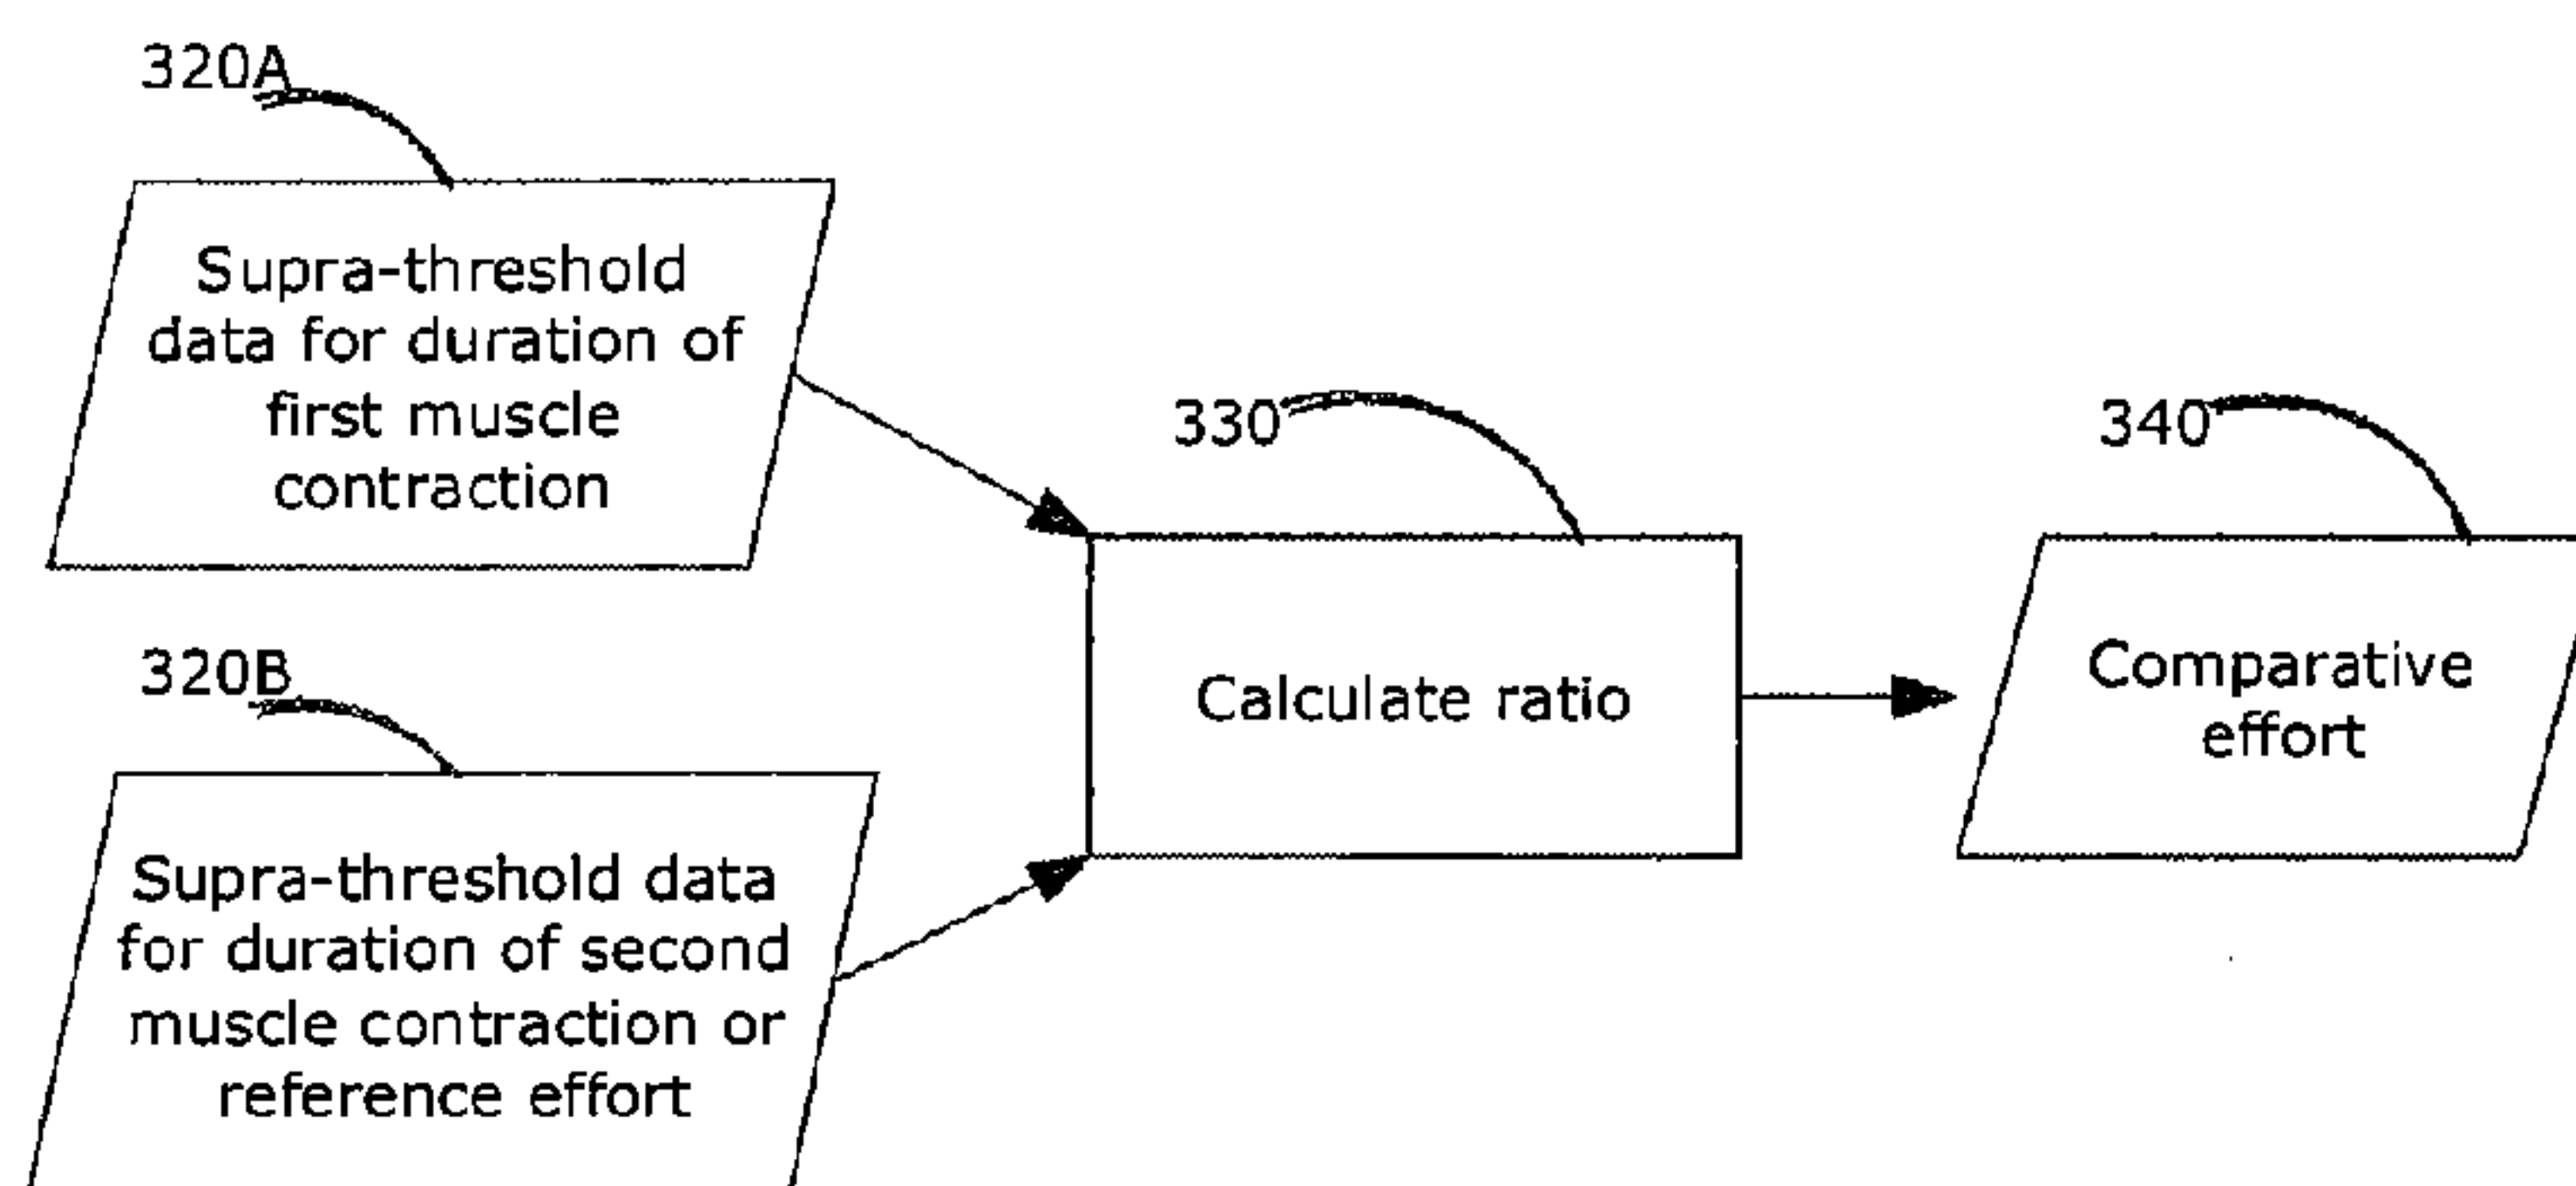 320A
Supra-threshold
data for duration of
first muscle
contraction
320B
Supra-threshold data
for duration of second
muscle contraction or
reference effort
330
Calculate ratio
340
Comparative
effort